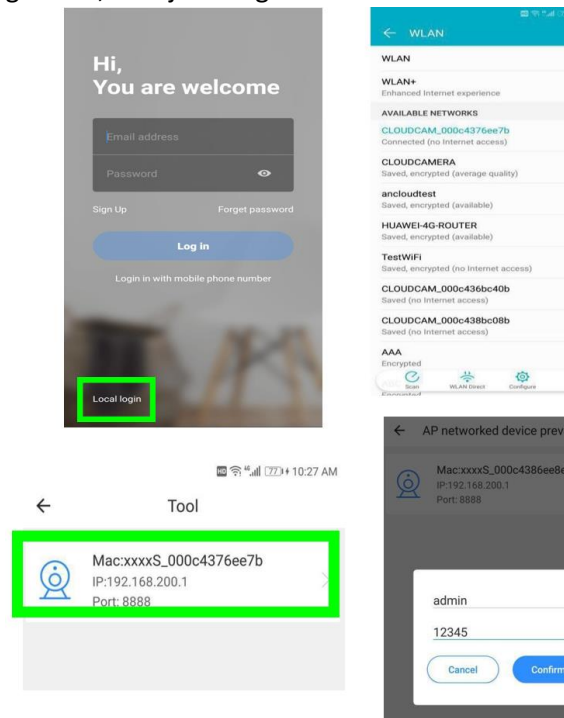 Hi,
You are welcome
Email address
Password
Sign Up Forget password
Log in
Login in with mobile phone number
Local login
WLAN
WLAN
WLAN+
Enhanced Internet experience
AVAILABLE NETWORKS
CLOUDCAM_000c4376ee7b
Connected (no Internet access)
CLOUDCAMERA
Saved, encrypted (average quality)
ancloudtest
Saved, encrypted (available)
HUAWEI-4G-ROUTER
Saved, encrypted (available)
TestWiFi
Saved, encrypted (no Internet access)
CLOUDCAM_000c436bc40b
Saved (no Internet access)
CLOUDCAM_000c438bc08b
Saved (no Internet access)
AAA
Encrypted
Scan WLAN Direct Configure
10:27 AM
Tool
Mac:xxxxS_000c4376ee7b
IP:192.168.200.1
Port: 8888
AP networked device prev
Mac:xxxxS_000c4386ee8e
IP:192.168.200.1
Port: 8888
admin
12345
Cancel Confirm